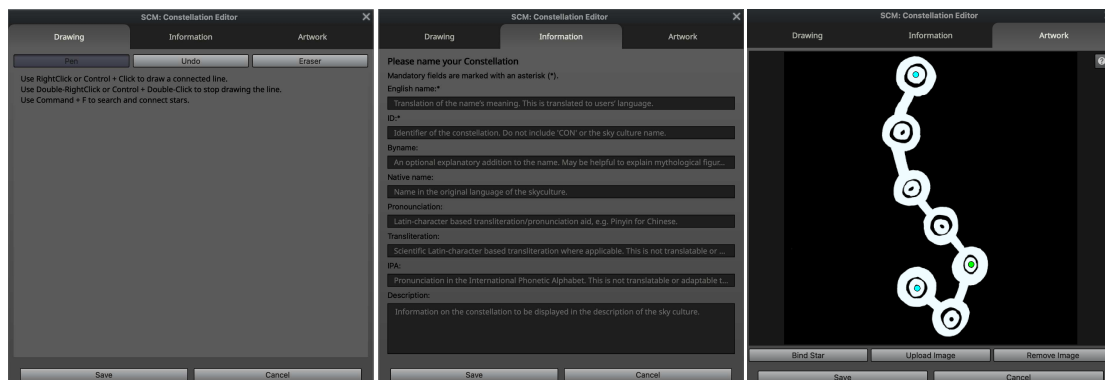 SCM: Constellation Editor
Drawing Information Artwork
Pen Undo Eraser
Use RightClick or Control + Click to draw a connected line.
Use Double-RightClick or Control + Double-Click to stop drawing the line.
Use Command + F to search and connect stars.
Save Cancel
SCM: Constellation Editor
Drawing Information Artwork
Please name your Constellation
Mandatory fields are marked with an asterisk (*).
English name:*
Translation of the name's meaning. This is translated to users' language.
ID:*
Identifier of the constellation. Do not include 'CON' or the sky culture name.
Byname:
An optional explanatory addition to the name. May be helpful to explain mythological figur...
Native name:
Name in the original language of the skyculture.
Pronounciation:
Latin-character based transliteration/pronunciation aid, e.g. Pinyin for Chinese.
Transliteration:
Scientific Latin-character based transliteration where applicable. This is not translatable or ...
IPA:
Pronunciation in the International Phonetic Alphabet. This is not translatable or adaptable t...
Description:
Information on the constellation to be displayed in the description of the sky culture.
Save Cancel
SCM: Constellation Editor
Drawing Information Artwork
?
Bind Star Upload Image Remove Image
Save Cancel